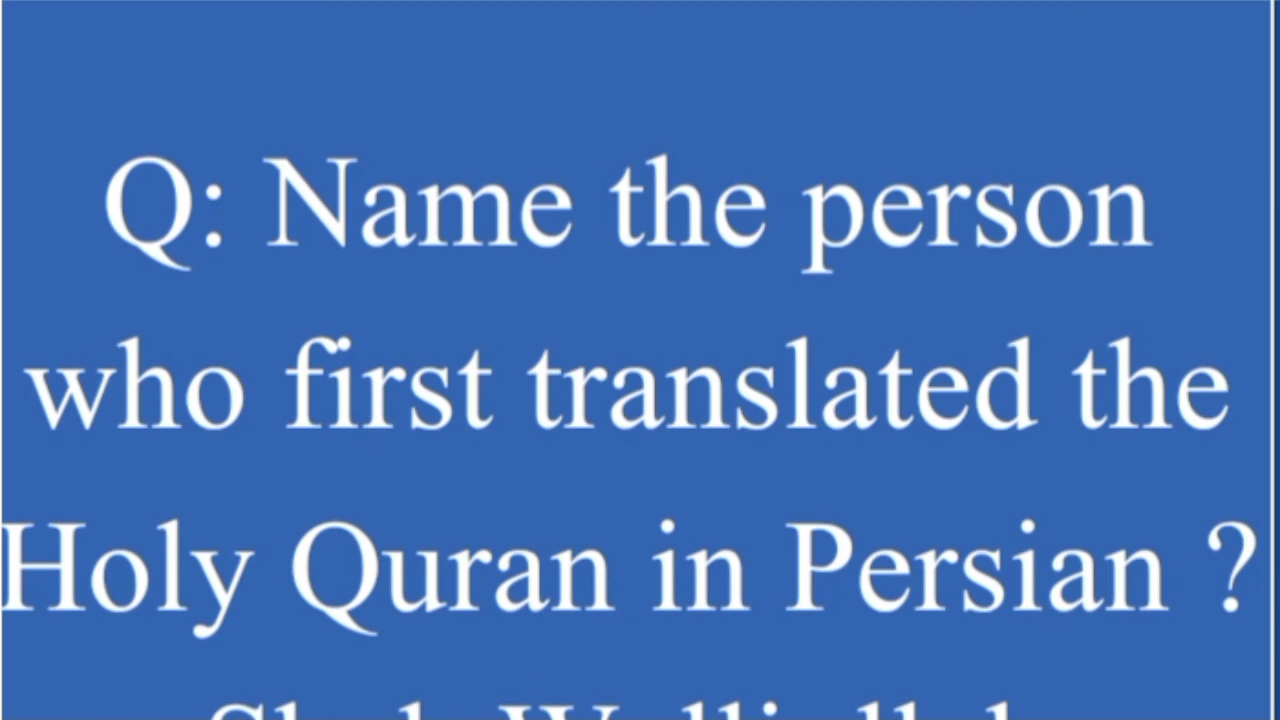 Q: Name the person
who first translated the
Holy Quran in Persian ?